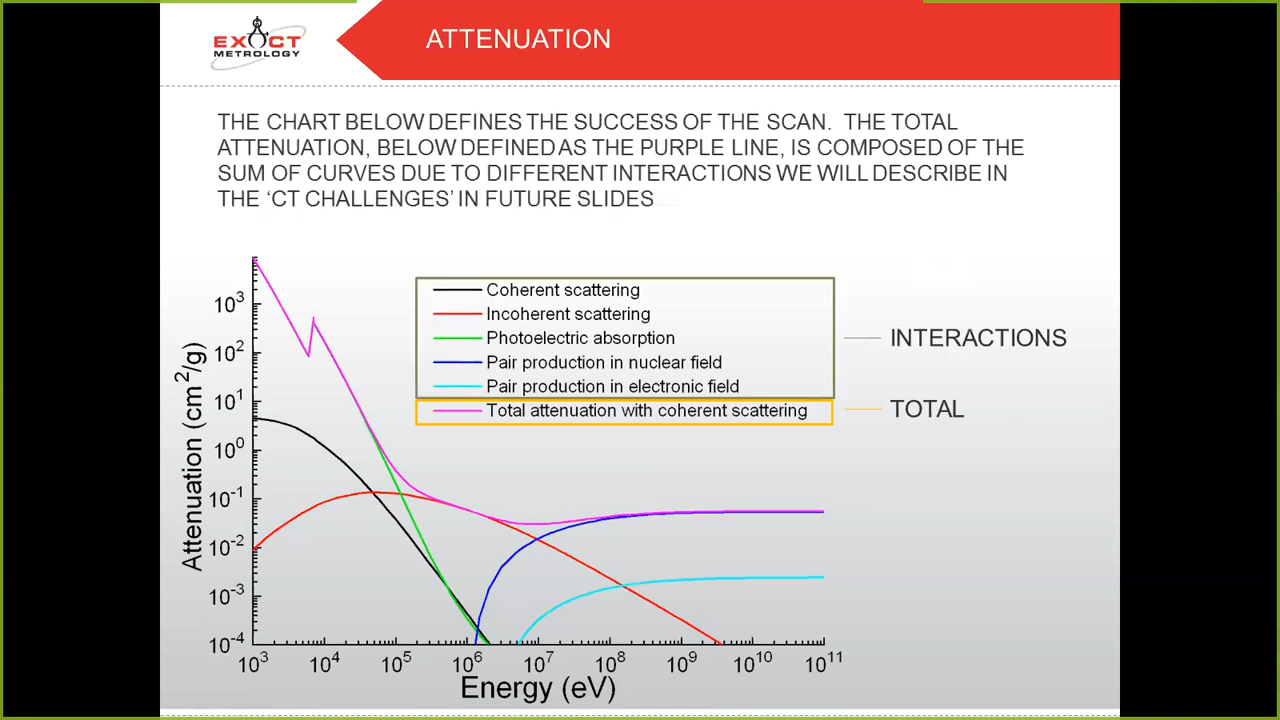 EXACT
METROLOGY
ATTENUATION
THE CHART BELOW DEFINES THE SUCCESS OF THE SCAN. THE TOTAL
ATTENUATION, BELOW DEFINED AS THE PURPLE LINE, IS COMPOSED OF THE
SUM OF CURVES DUE TO DIFFERENT INTERACTIONS WE WILL DESCRIBE IN
THE ‘CT CHALLENGES’ IN FUTURE SLIDES
Coherent scattering
Incoherent scattering
Photoelectric absorption
Pair production in nuclear field
Pair production in electronic field
Total attenuation with coherent scattering
INTERACTIONS
TOTAL
Attenuation (cm²/g)
10³
10²
10¹
10⁰
10⁻¹
10⁻²
10⁻³
10⁻⁴
10³ 10⁴ 10⁵ 10⁶ 10⁷ 10⁸ 10⁹ 10¹⁰ 10¹¹
Energy (eV)